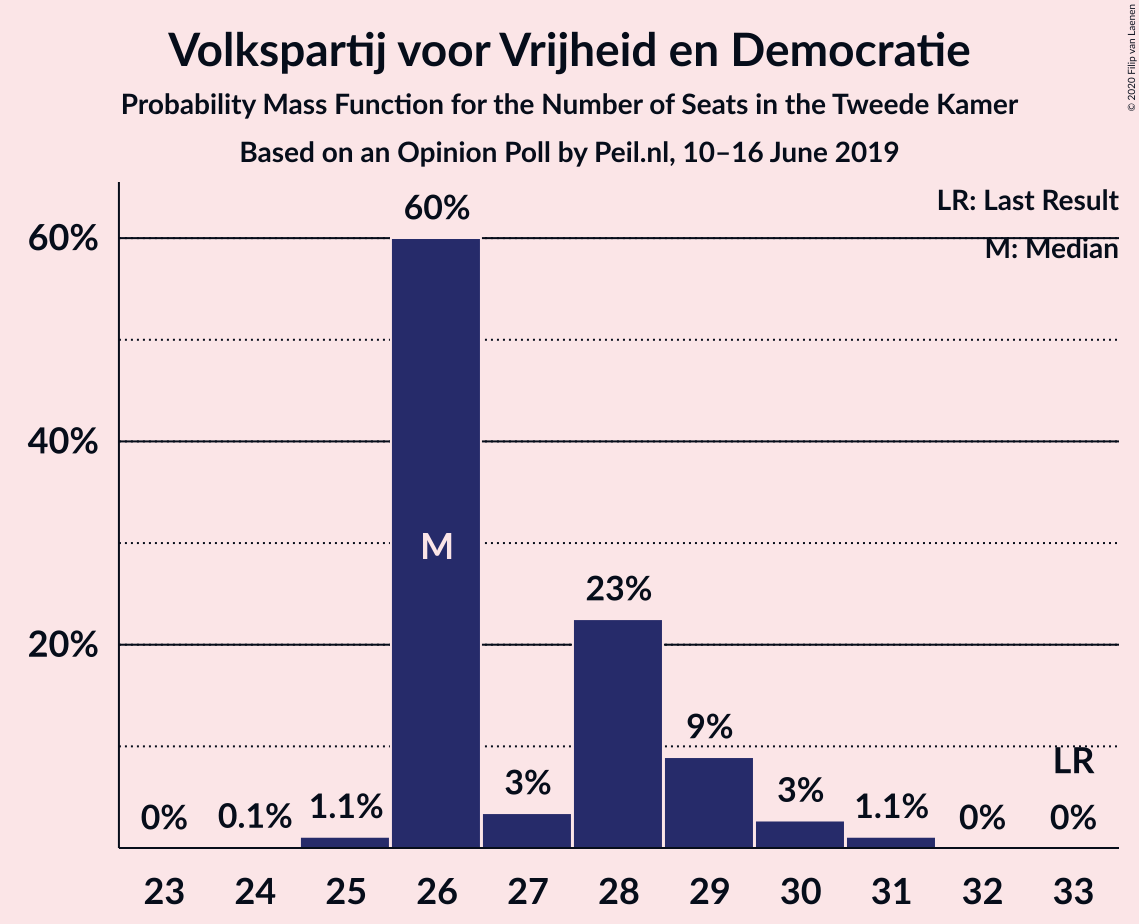 Volkspartij voor Vrijheid en Democratie
Probability Mass Function for the Number of Seats in the Tweede Kamer
Based on an Opinion Poll by Peil.nl, 10–16 June 2019
© 2020 Filip van Laenen
LR: Last Result
M: Median
60%
40%
20%
0%
0.1%
1.1%
60%
M
3%
23%
9%
3%
1.1%
0%
LR
0%
23 24 25 26 27 28 29 30 31 32 33